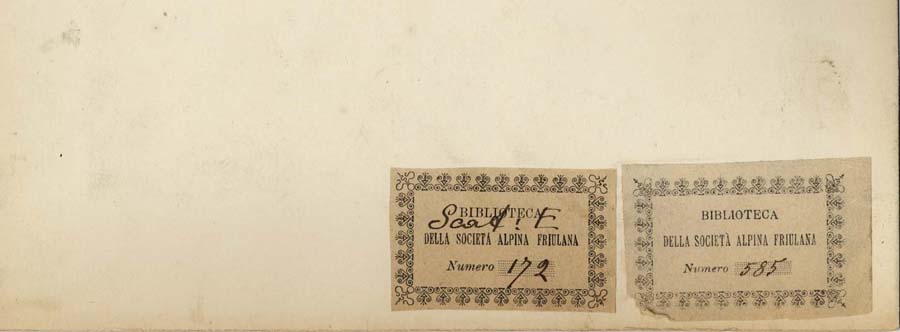 BIBLIOTECA
Scat! E
DELLA SOCIETÀ ALPINA FRIULANA
Numero 172
BIBLIOTECA
DELLA SOCIETÀ ALPINA FRIULANA
Numero 585